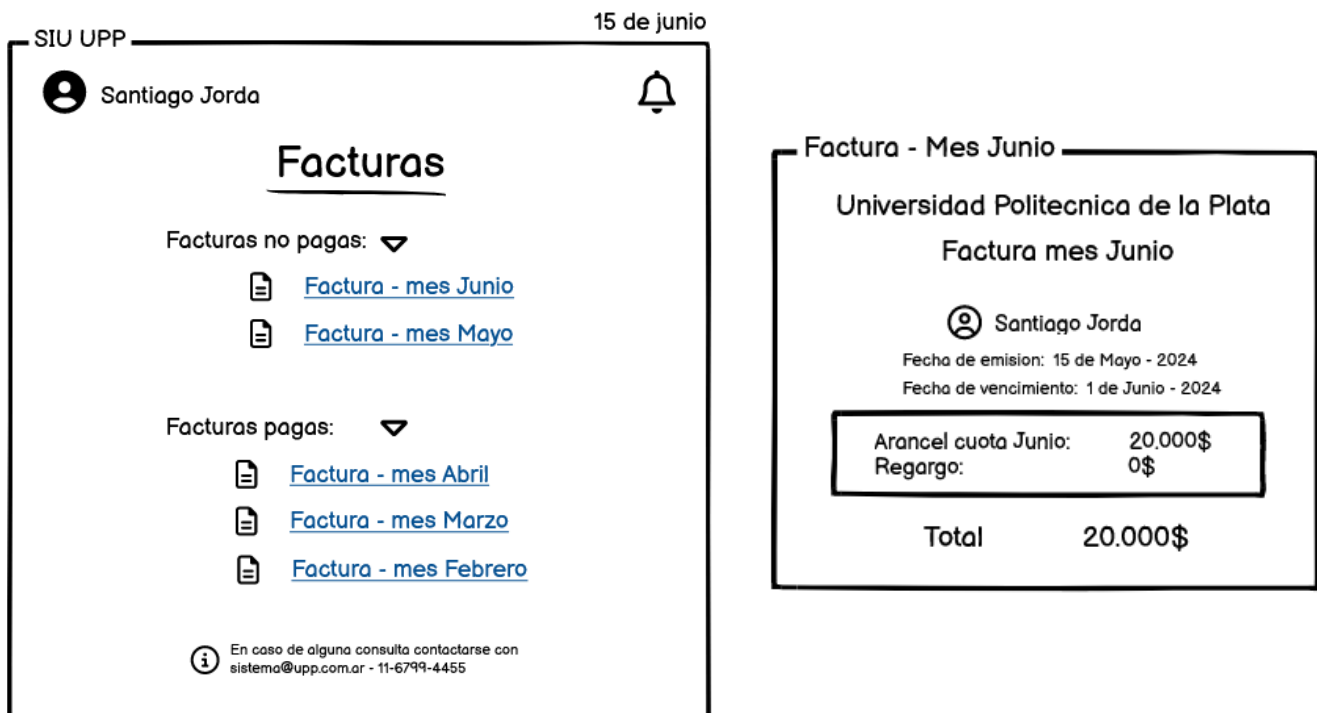 15 de junio
SIU UPP
Santiago Jorda
Facturas
Facturas no pagas:
Factura - mes Junio
Factura - mes Mayo
Facturas pagas:
Factura - mes Abril
Factura - mes Marzo
Factura - mes Febrero
En caso de alguna consulta contactarse con
sistema@upp.com.ar - 11-6799-4455
Factura - Mes Junio
Universidad Politecnica de la Plata
Factura mes Junio
Santiago Jorda
Fecha de emision: 15 de Mayo - 2024
Fecha de vencimiento: 1 de Junio - 2024
Arancel cuota Junio: 20.000$
Regargo: 0$
Total 20.000$